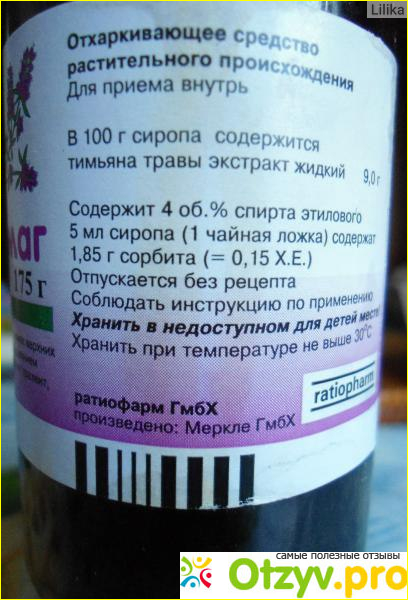 Lilika
Отхаркивающее средство
растительного происхождения
Для приема внутрь
В 100 г сиропа содержится
тимьяна травы экстракт жидкий 9,0 г
Содержит 4 об.% спирта этилового
5 мл сиропа (1 чайная ложка) содержат
1,85 г сорбита (= 0,15 Х.Е.)
Отпускается без рецепта
Соблюдать инструкцию по применению
Хранить в недоступном для детей месте!
Хранить при температуре не выше 30°C
175 г
верхних
ratiopharm
ратиофарм ГмбХ
произведено: Меркле ГмбХ
самые полезные отзывы
Otzyv.pro